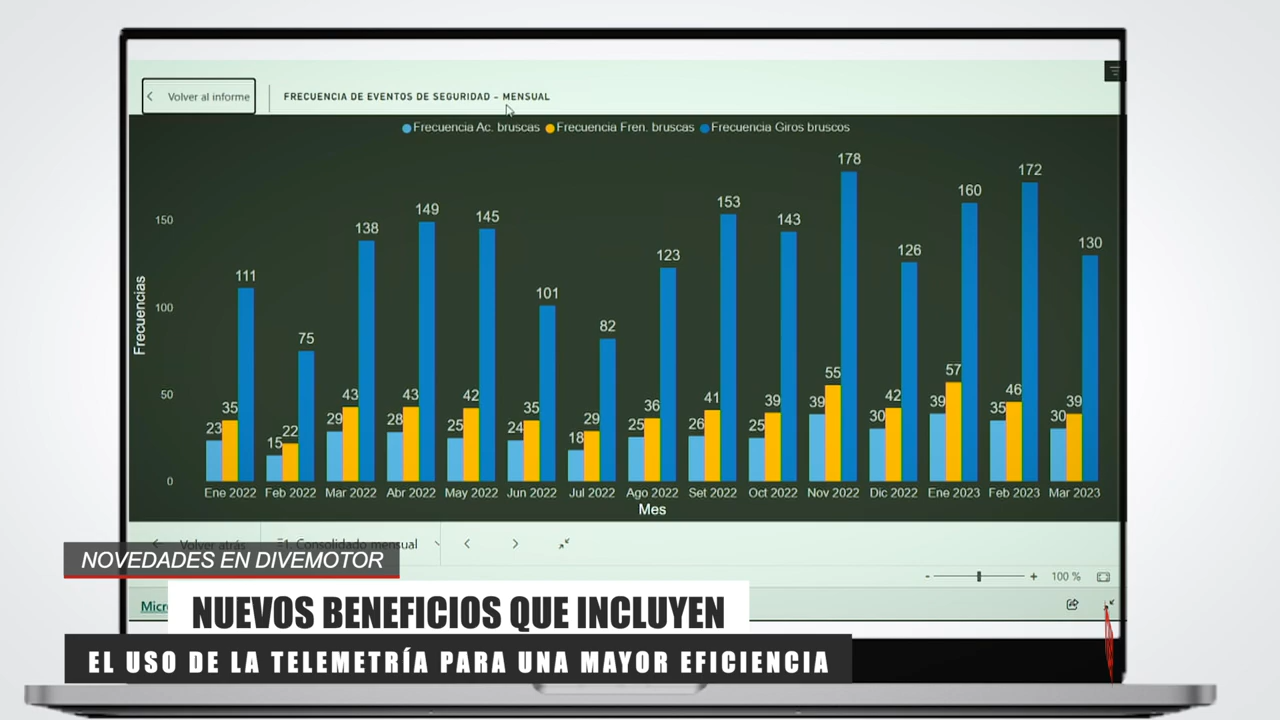 Volver al informe
FRECUENCIA DE EVENTOS DE SEGURIDAD - MENSUAL
Frecuencia Ac. bruscas Frecuencia Fren. bruscas Frecuencia Giros bruscos
Frecuencias
150
100
50
0
23 35 111
15 22 75
29 43 138
28 43 149
25 42 145
24 35 101
18 29 82
25 36 123
26 41 153
25 39 143
39 55 178
30 42 126
39 57 160
35 46 172
30 39 130
Ene 2022 Feb 2022 Mar 2022 Abr 2022 May 2022 Jun 2022 Jul 2022 Ago 2022 Set 2022 Oct 2022 Nov 2022 Dic 2022 Ene 2023 Feb 2023 Mar 2023
Mes
Volver atrás 1. Consolidado mensual
- + 100 %
NOVEDADES EN DIVEMOTOR
NUEVOS BENEFICIOS QUE INCLUYEN
EL USO DE LA TELEMETRÍA PARA UNA MAYOR EFICIENCIA